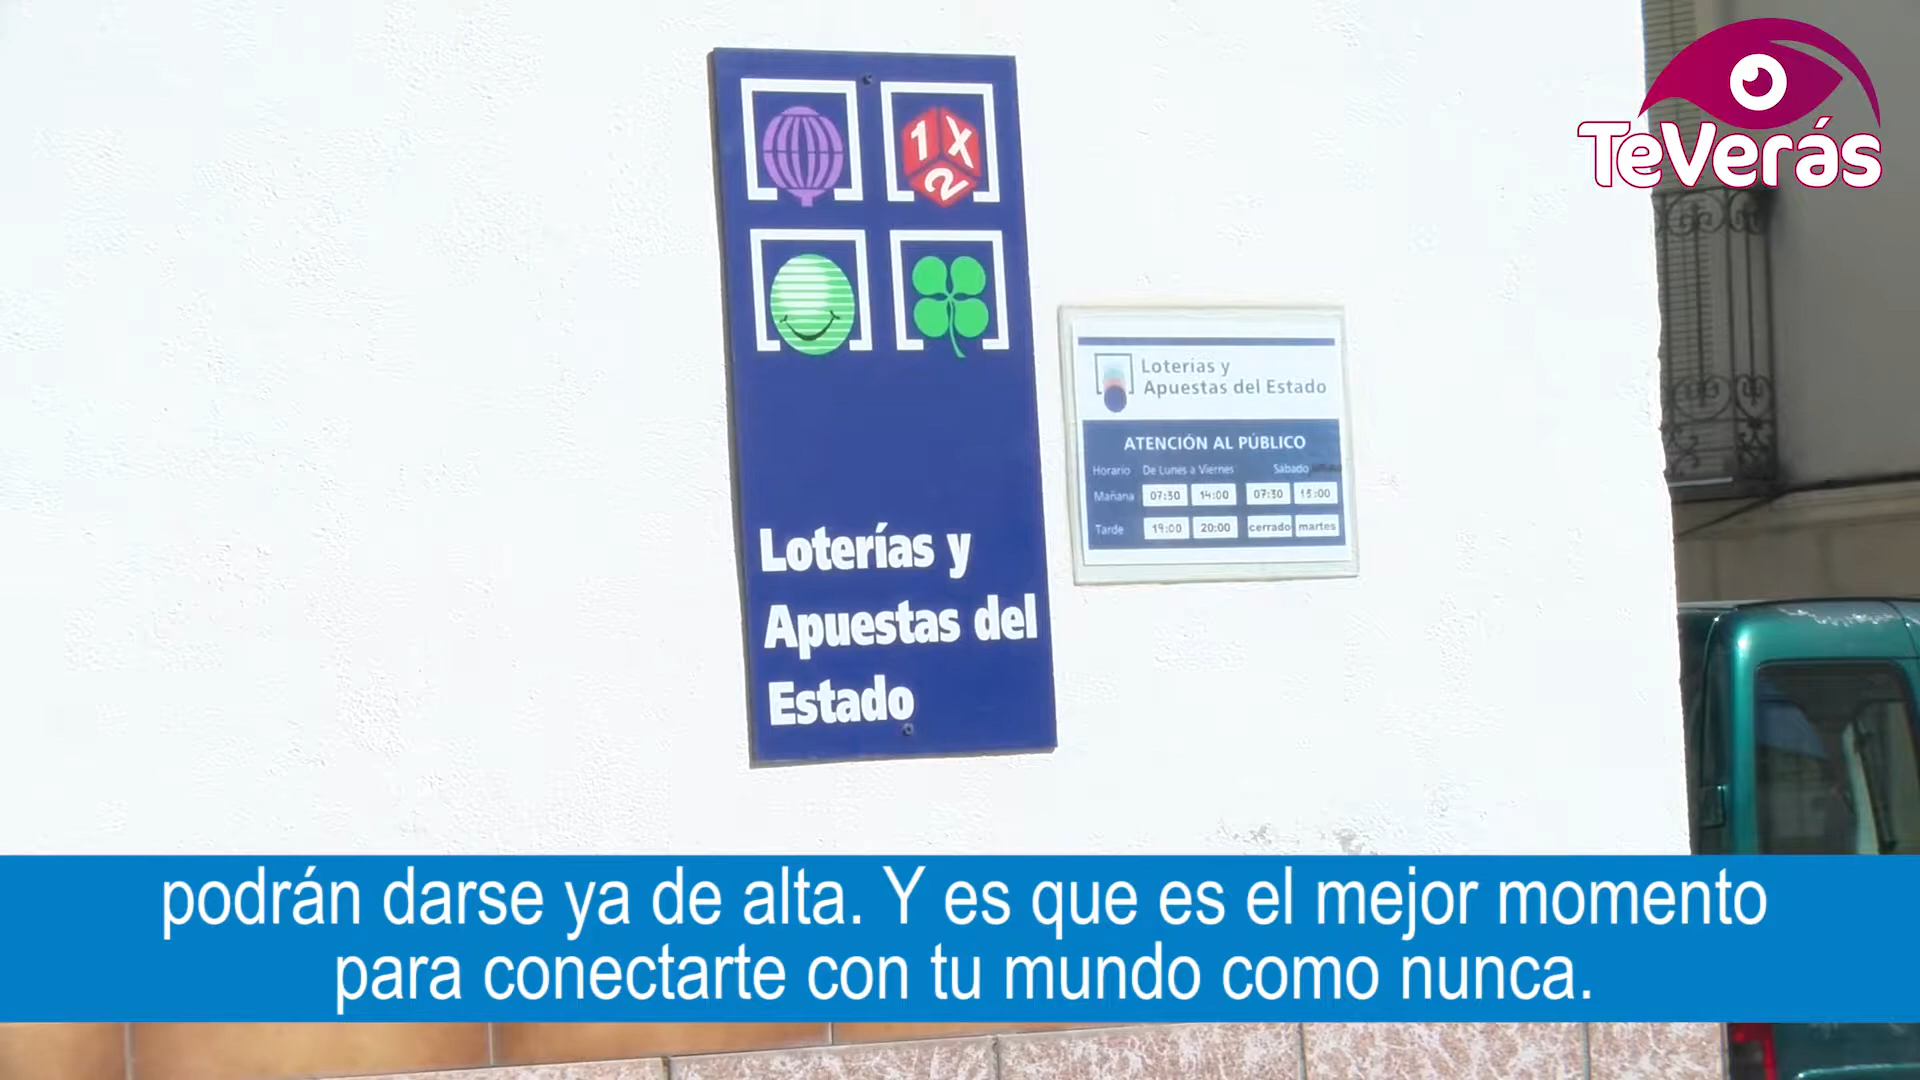 TeVerás
1 X 2
Loterías y
Apuestas del
Estado
Loterías y
Apuestas del Estado
ATENCIÓN AL PÚBLICO
Horario De Lunes a Viernes Sábado
Mañana 07:30 14:00 07:30 13:00
Tarde 19:00 20:00 cerrado martes
podrán darse ya de alta. Y es que es el mejor momento
para conectarte con tu mundo como nunca.